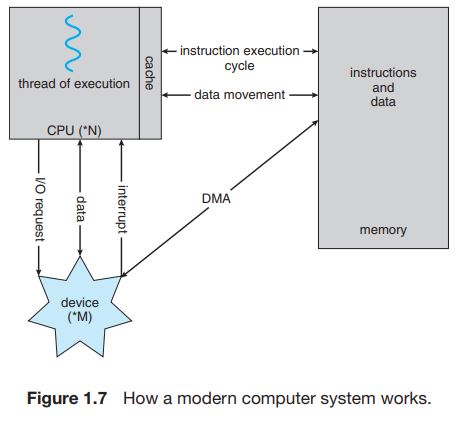 thread of execution
cache
CPU (*N)
instruction execution
cycle
data movement
instructions
and
data
memory
I/O request
data
interrupt
DMA
device
(*M)
Figure 1.7 How a modern computer system works.